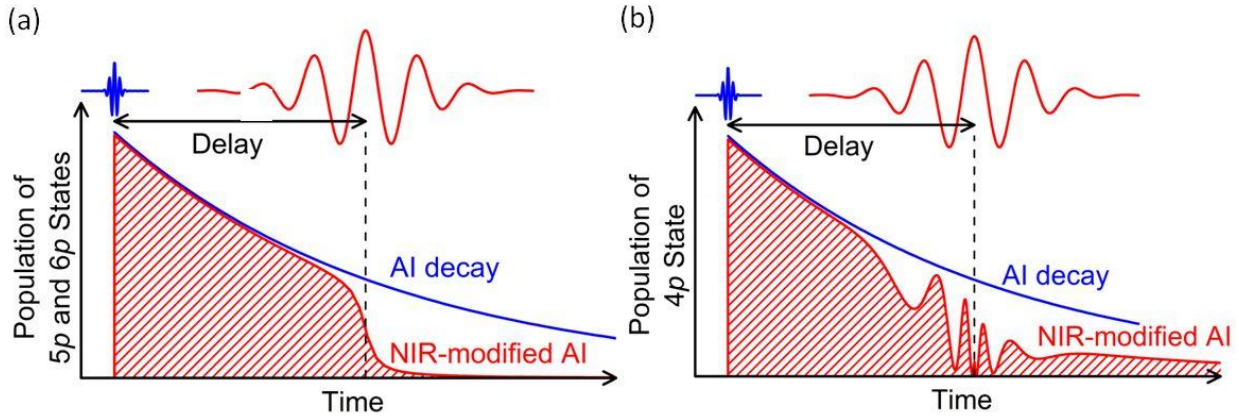 (a)
Delay
Population of
5p and 6p States
AI decay
NIR-modified AI
Time
(b)
Delay
Population of
4p State
AI decay
NIR-modified AI
Time